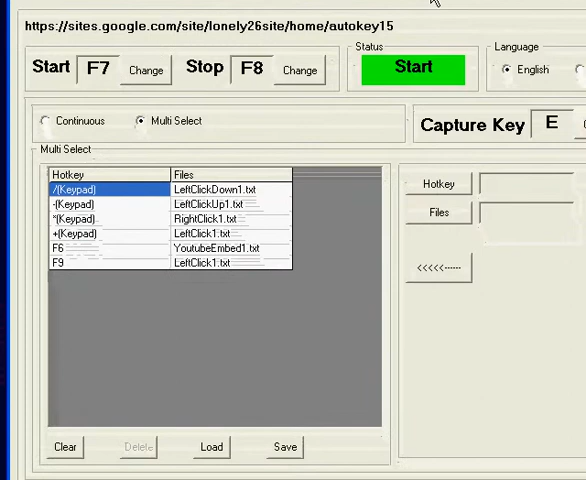 https://sites.google.com/site/lonely26site/home/autokey15
Start F7 Change Stop F8 Change
Status
Start
Language
English
Continuous Multi Select
Capture Key E
Multi Select
Hotkey Files
/(Keypad) LeftClickDown1.txt
-(Keypad) LeftClickUp1.txt
*(Keypad) RightClick1.txt
+(Keypad) LeftClick1.txt
F6 YoutubeEmbed1.txt
F9 LeftClick1.txt
Hotkey
Files
<<<<<------
Clear Delete Load Save